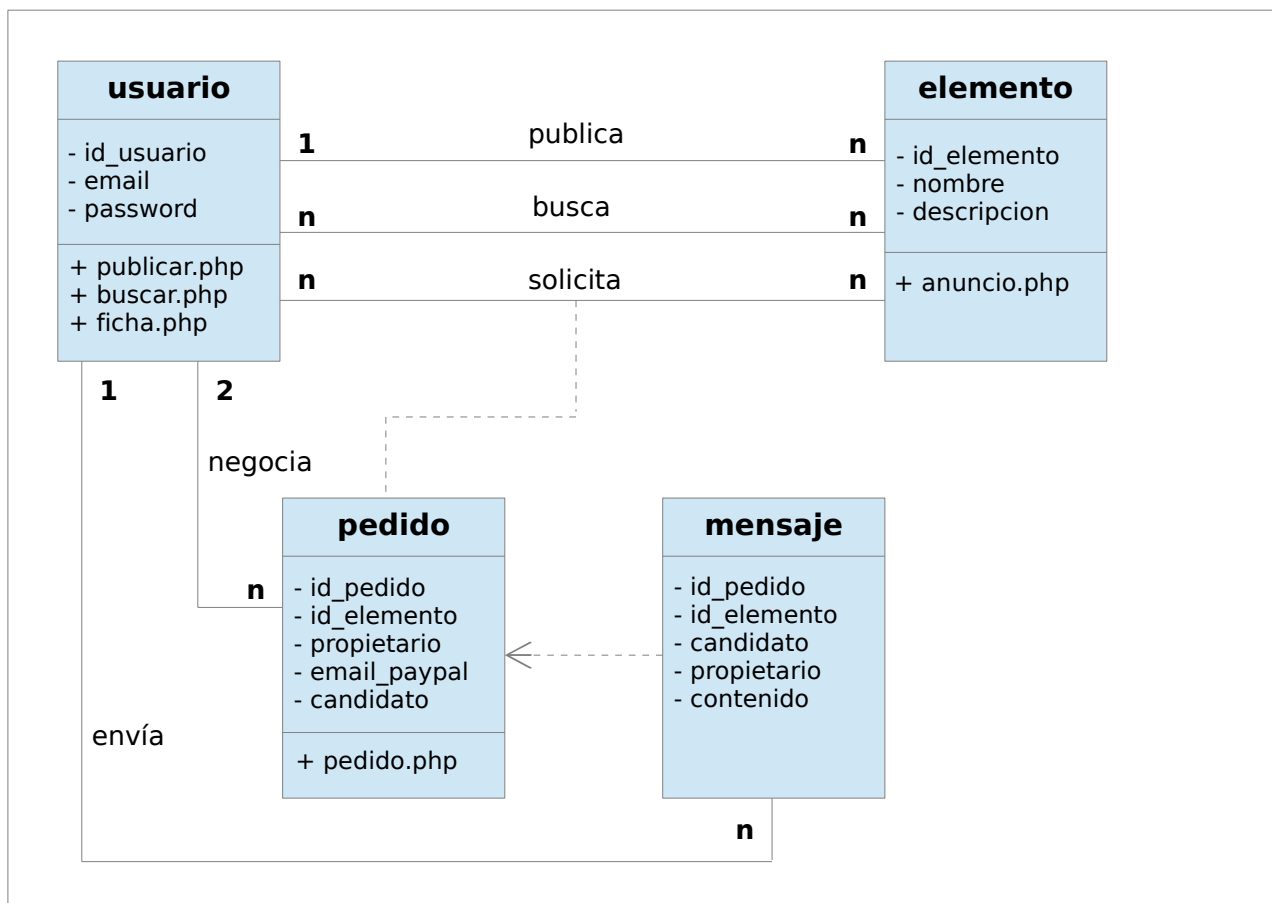 usuario
- id_usuario
- email
- password
+ publicar.php
+ buscar.php
+ ficha.php
1
publica
n
n
busca
n
n
solicita
n
elemento
- id_elemento
- nombre
- descripcion
+ anuncio.php
1
2
negocia
n
envía
pedido
- id_pedido
- id_elemento
- propietario
- email_paypal
- candidato
+ pedido.php
mensaje
- id_pedido
- id_elemento
- candidato
- propietario
- contenido
n